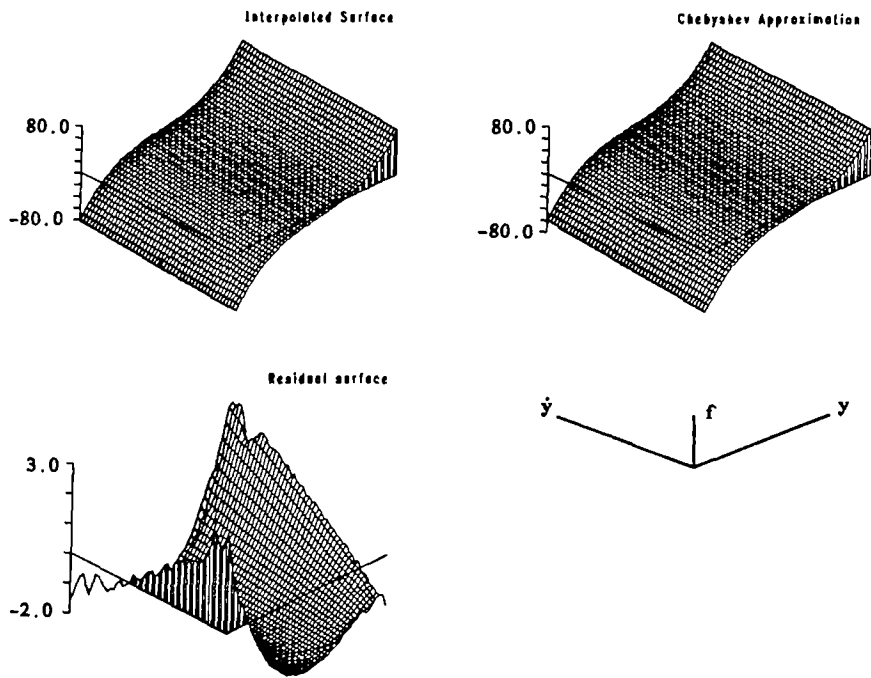 Interpolated Surface
Chebyshev Approximation
80.0
-80.0
80.0
-80.0
Residual surface
3.0
-2.0
ẏ
f
y